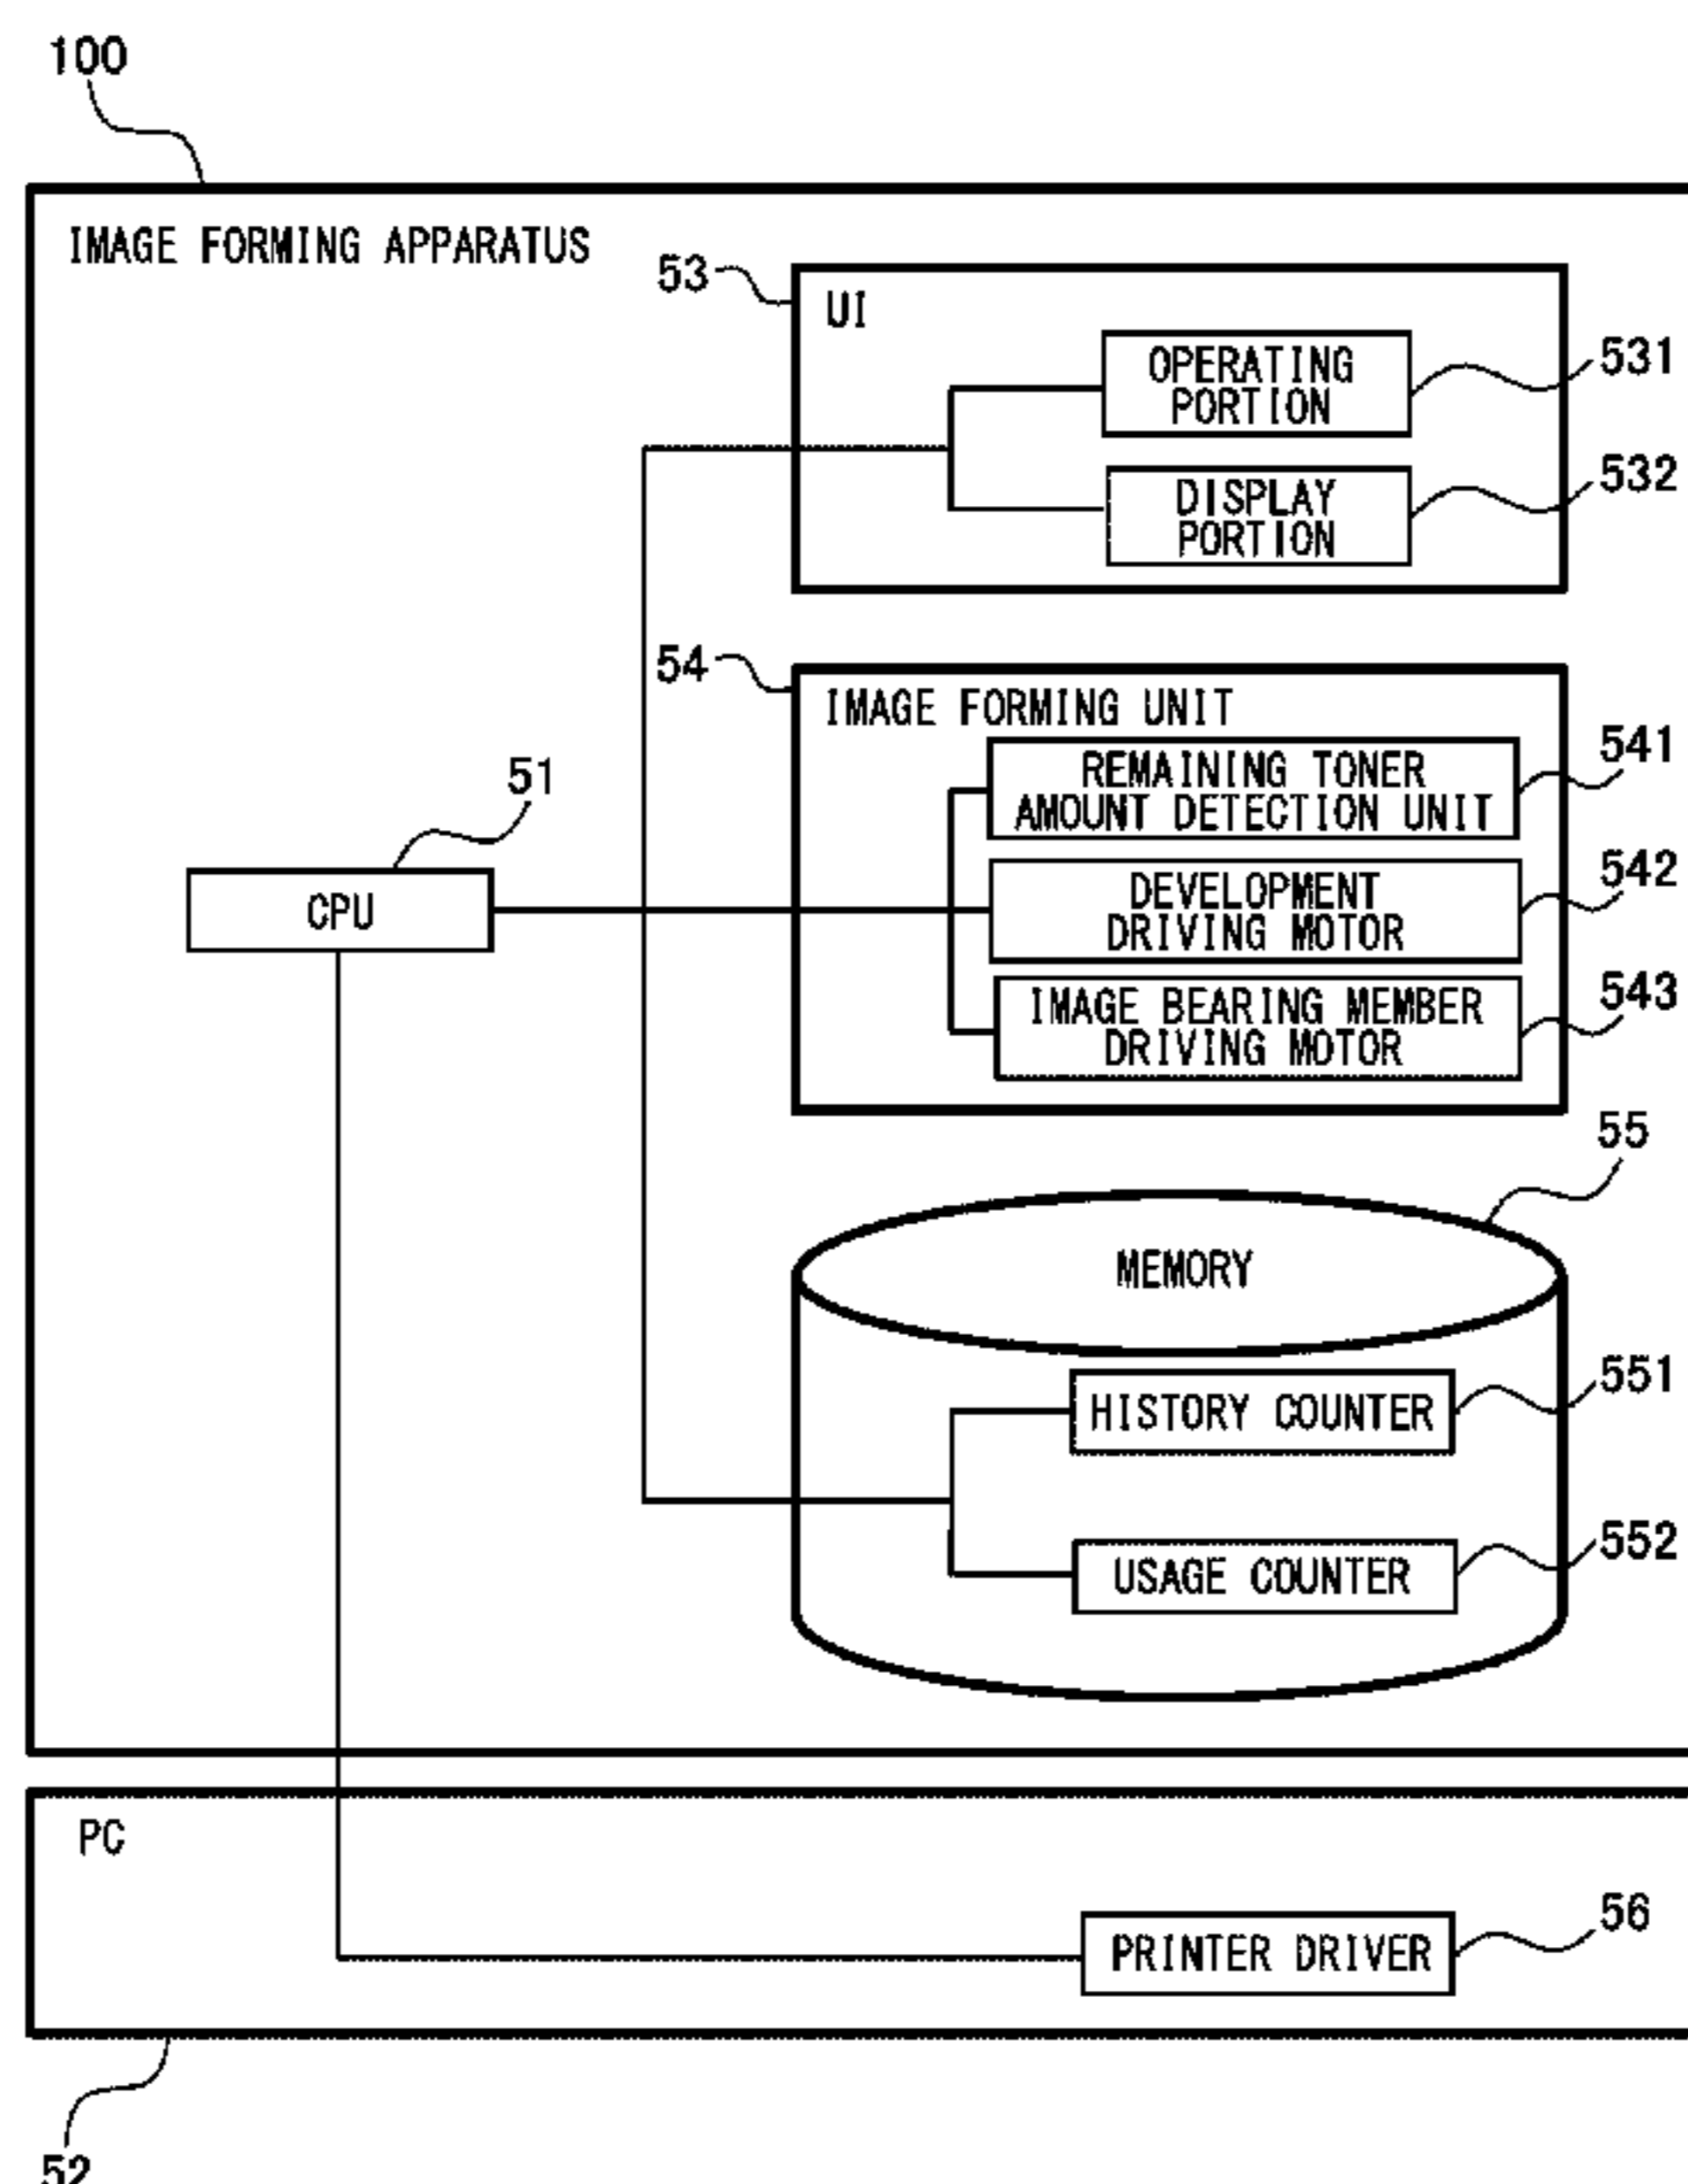 100
IMAGE FORMING APPARATUS
53
UI
OPERATING
PORTION
531
DISPLAY
PORTION
532
54
IMAGE FORMING UNIT
REMAINING TONER
AMOUNT DETECTION UNIT
541
51
CPU
DEVELOPMENT
DRIVING MOTOR
542
IMAGE BEARING MEMBER
DRIVING MOTOR
543
55
MEMORY
HISTORY COUNTER
551
USAGE COUNTER
552
PC
PRINTER DRIVER
56
52